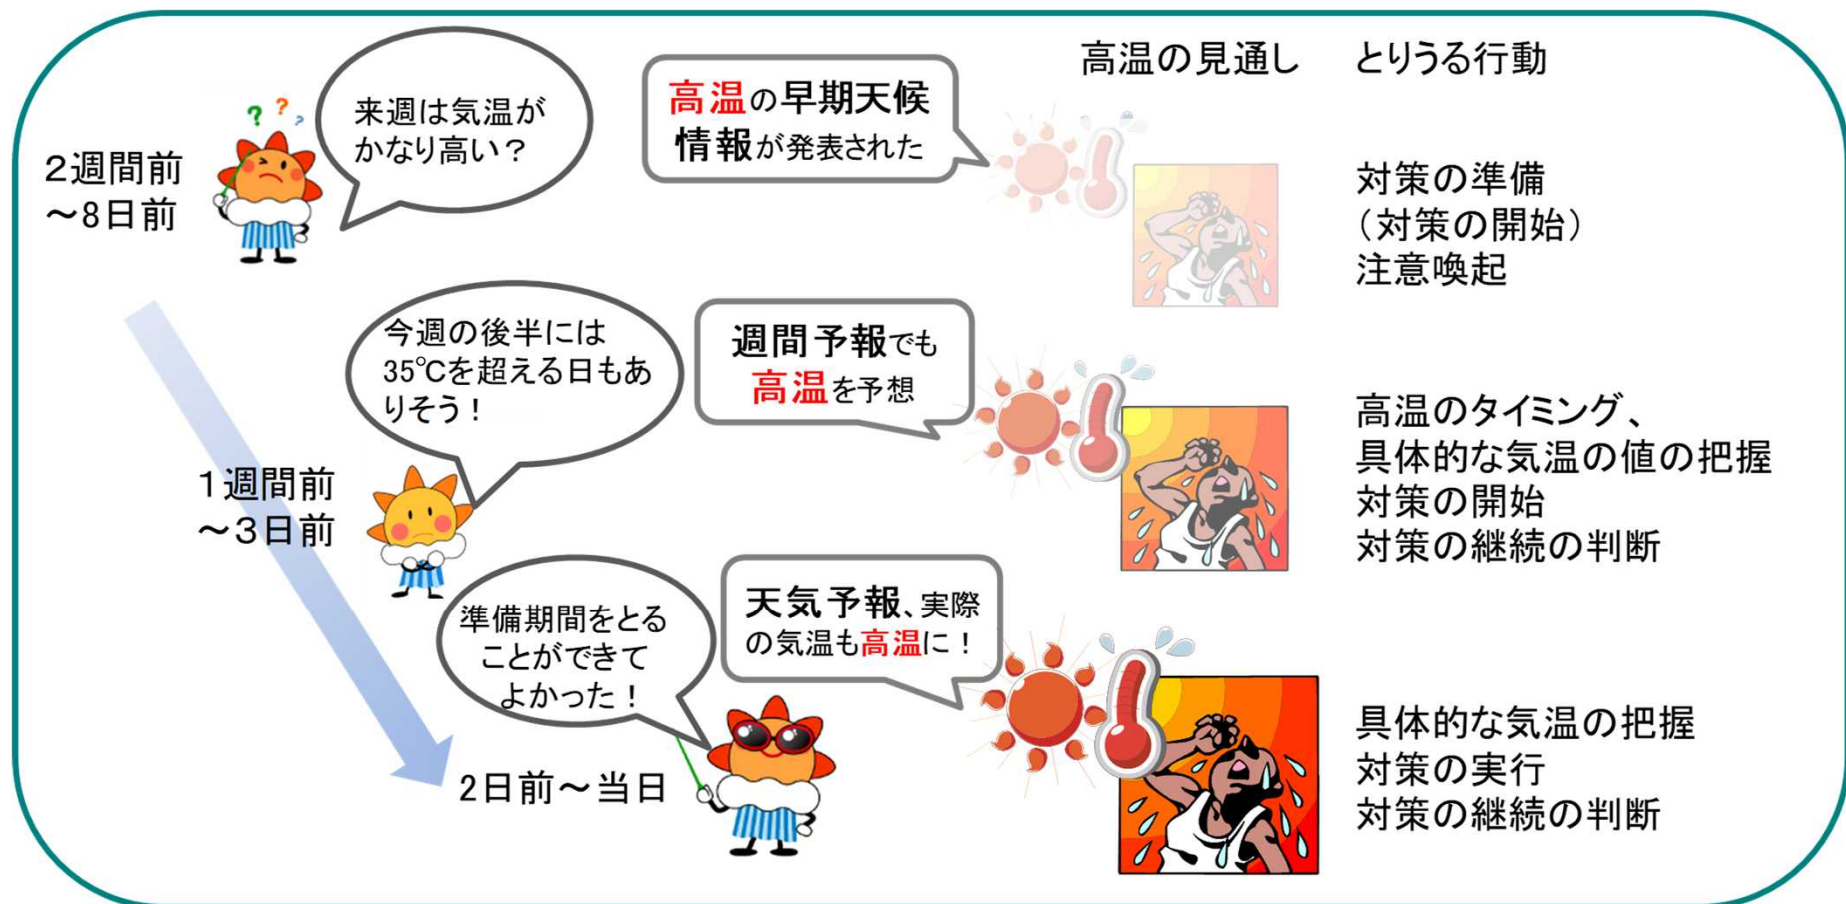 高温の見通し
とりうる行動
2週間前
～8日前
? ? ?
来週は気温が
かなり高い？
高温の早期天候
情報が発表された
対策の準備
（対策の開始）
注意喚起
1週間前
～3日前
今週の後半には
35℃を超える日もあ
りそう！
週間予報でも
高温を予想
高温のタイミング、
具体的な気温の値の把握
対策の開始
対策の継続の判断
2日前～当日
準備期間をとる
ことができて
よかった！
天気予報、実際
の気温も高温に！
具体的な気温の把握
対策の実行
対策の継続の判断